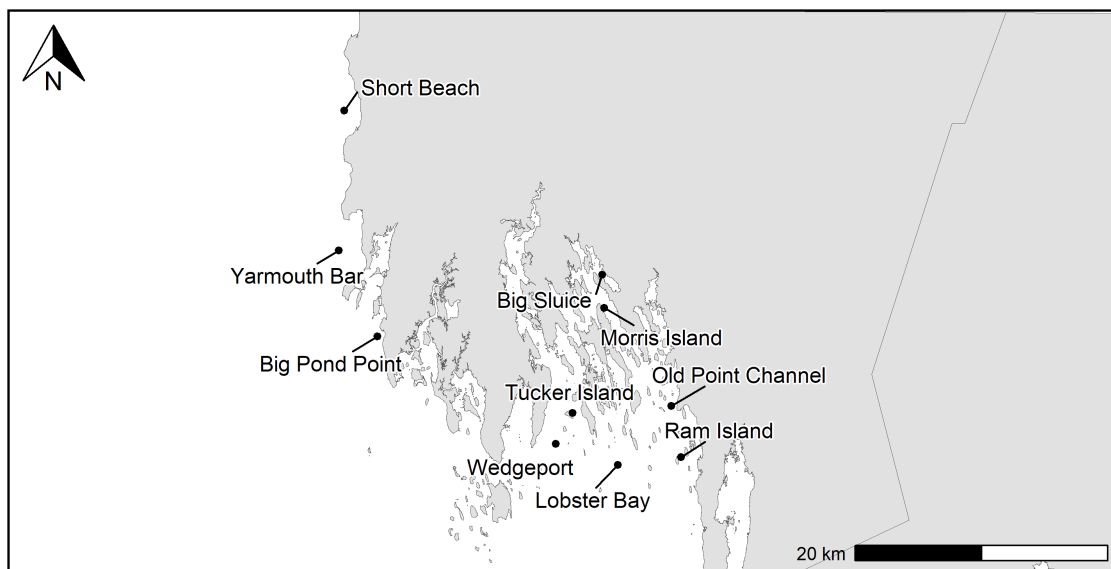 N
Short Beach
Yarmouth Bar
Big Sluice
Morris Island
Big Pond Point
Old Point Channel
Tucker Island
Ram Island
Wedgeport
Lobster Bay
20 km